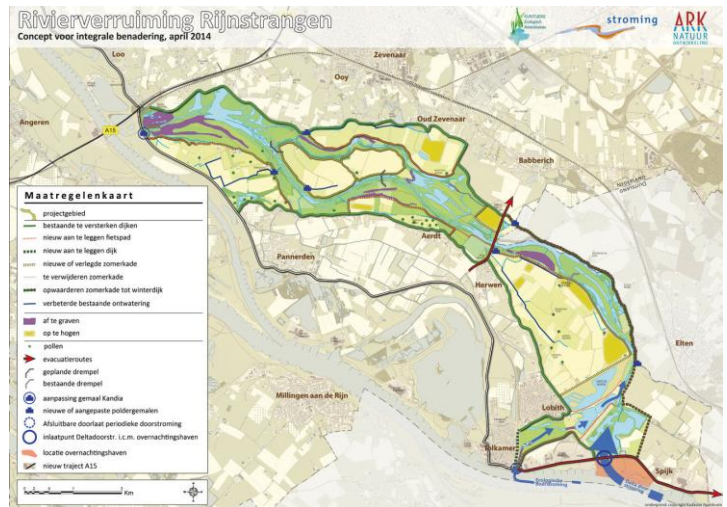 Rivierverruiming Rijnstrangen
Concept voor integrale benadering, april 2014
stroming
ARK
NATUUR
ONTWIKKELING
Loo
Zevenaar
Ooy
Angeren
A15
Oud Zevenaar
Babberich
Maatregelenkaart
projectgebied
bestaande te versterken dijken
nieuw aan te leggen fietspad
nieuw aan te leggen dijk
nieuwe of verlegde zomerkade
te verwijderen zomerkade
opwaarderen zomerkade tot winterdijk
verbeterde bestaande ontwatering
af te graven
op te hogen
pollen
evacuatieroutes
geplande drempel
bestaande drempel
aanpassing gemaal Kandia
nieuwe of aangepaste poldergemalen
Afsluitbare doorlaat periodieke doorstroming
inlaatpunt Deltadoorstr. i.c.m. overnachtingshaven
locatie overnachtingshaven
nieuw traject A15
Km
Aerdt
Pannerden
Herwen
Elten
Millingen aan de Rijn
Lobith
Tolkamer
Spijk